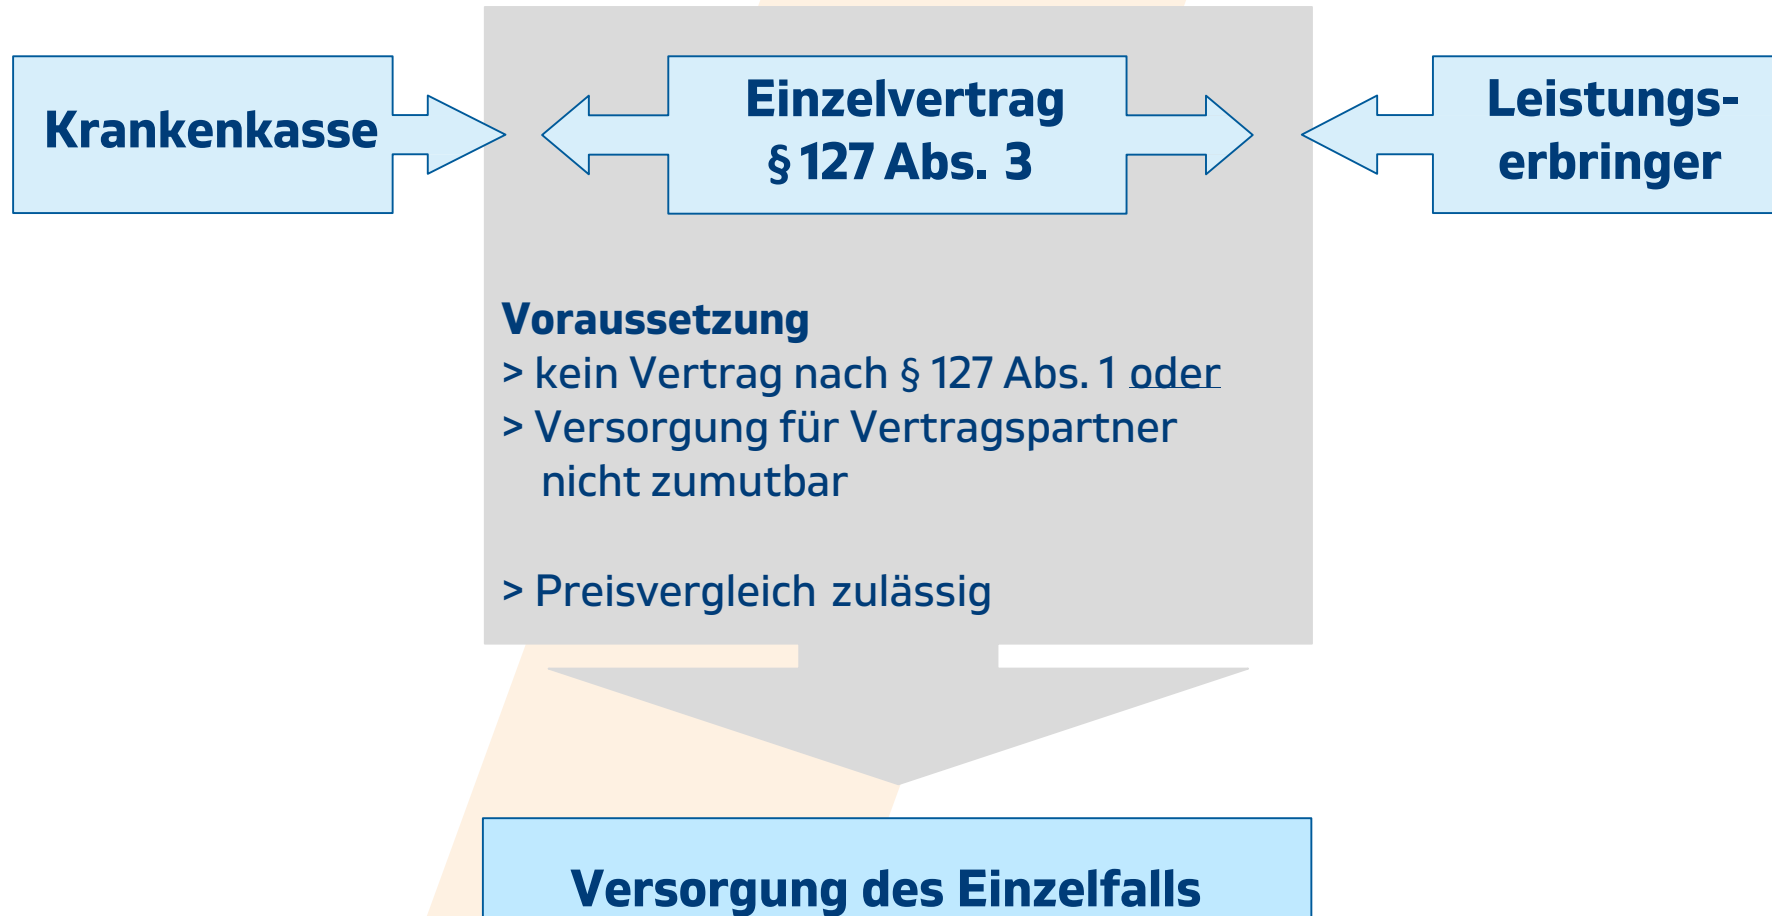 Krankenkasse
Einzelvertrag
§ 127 Abs. 3
Leistungs-
erbringer
Voraussetzung
> kein Vertrag nach § 127 Abs. 1 oder
> Versorgung für Vertragspartner
nicht zumutbar
> Preisvergleich zulässig
Versorgung des Einzelfalls